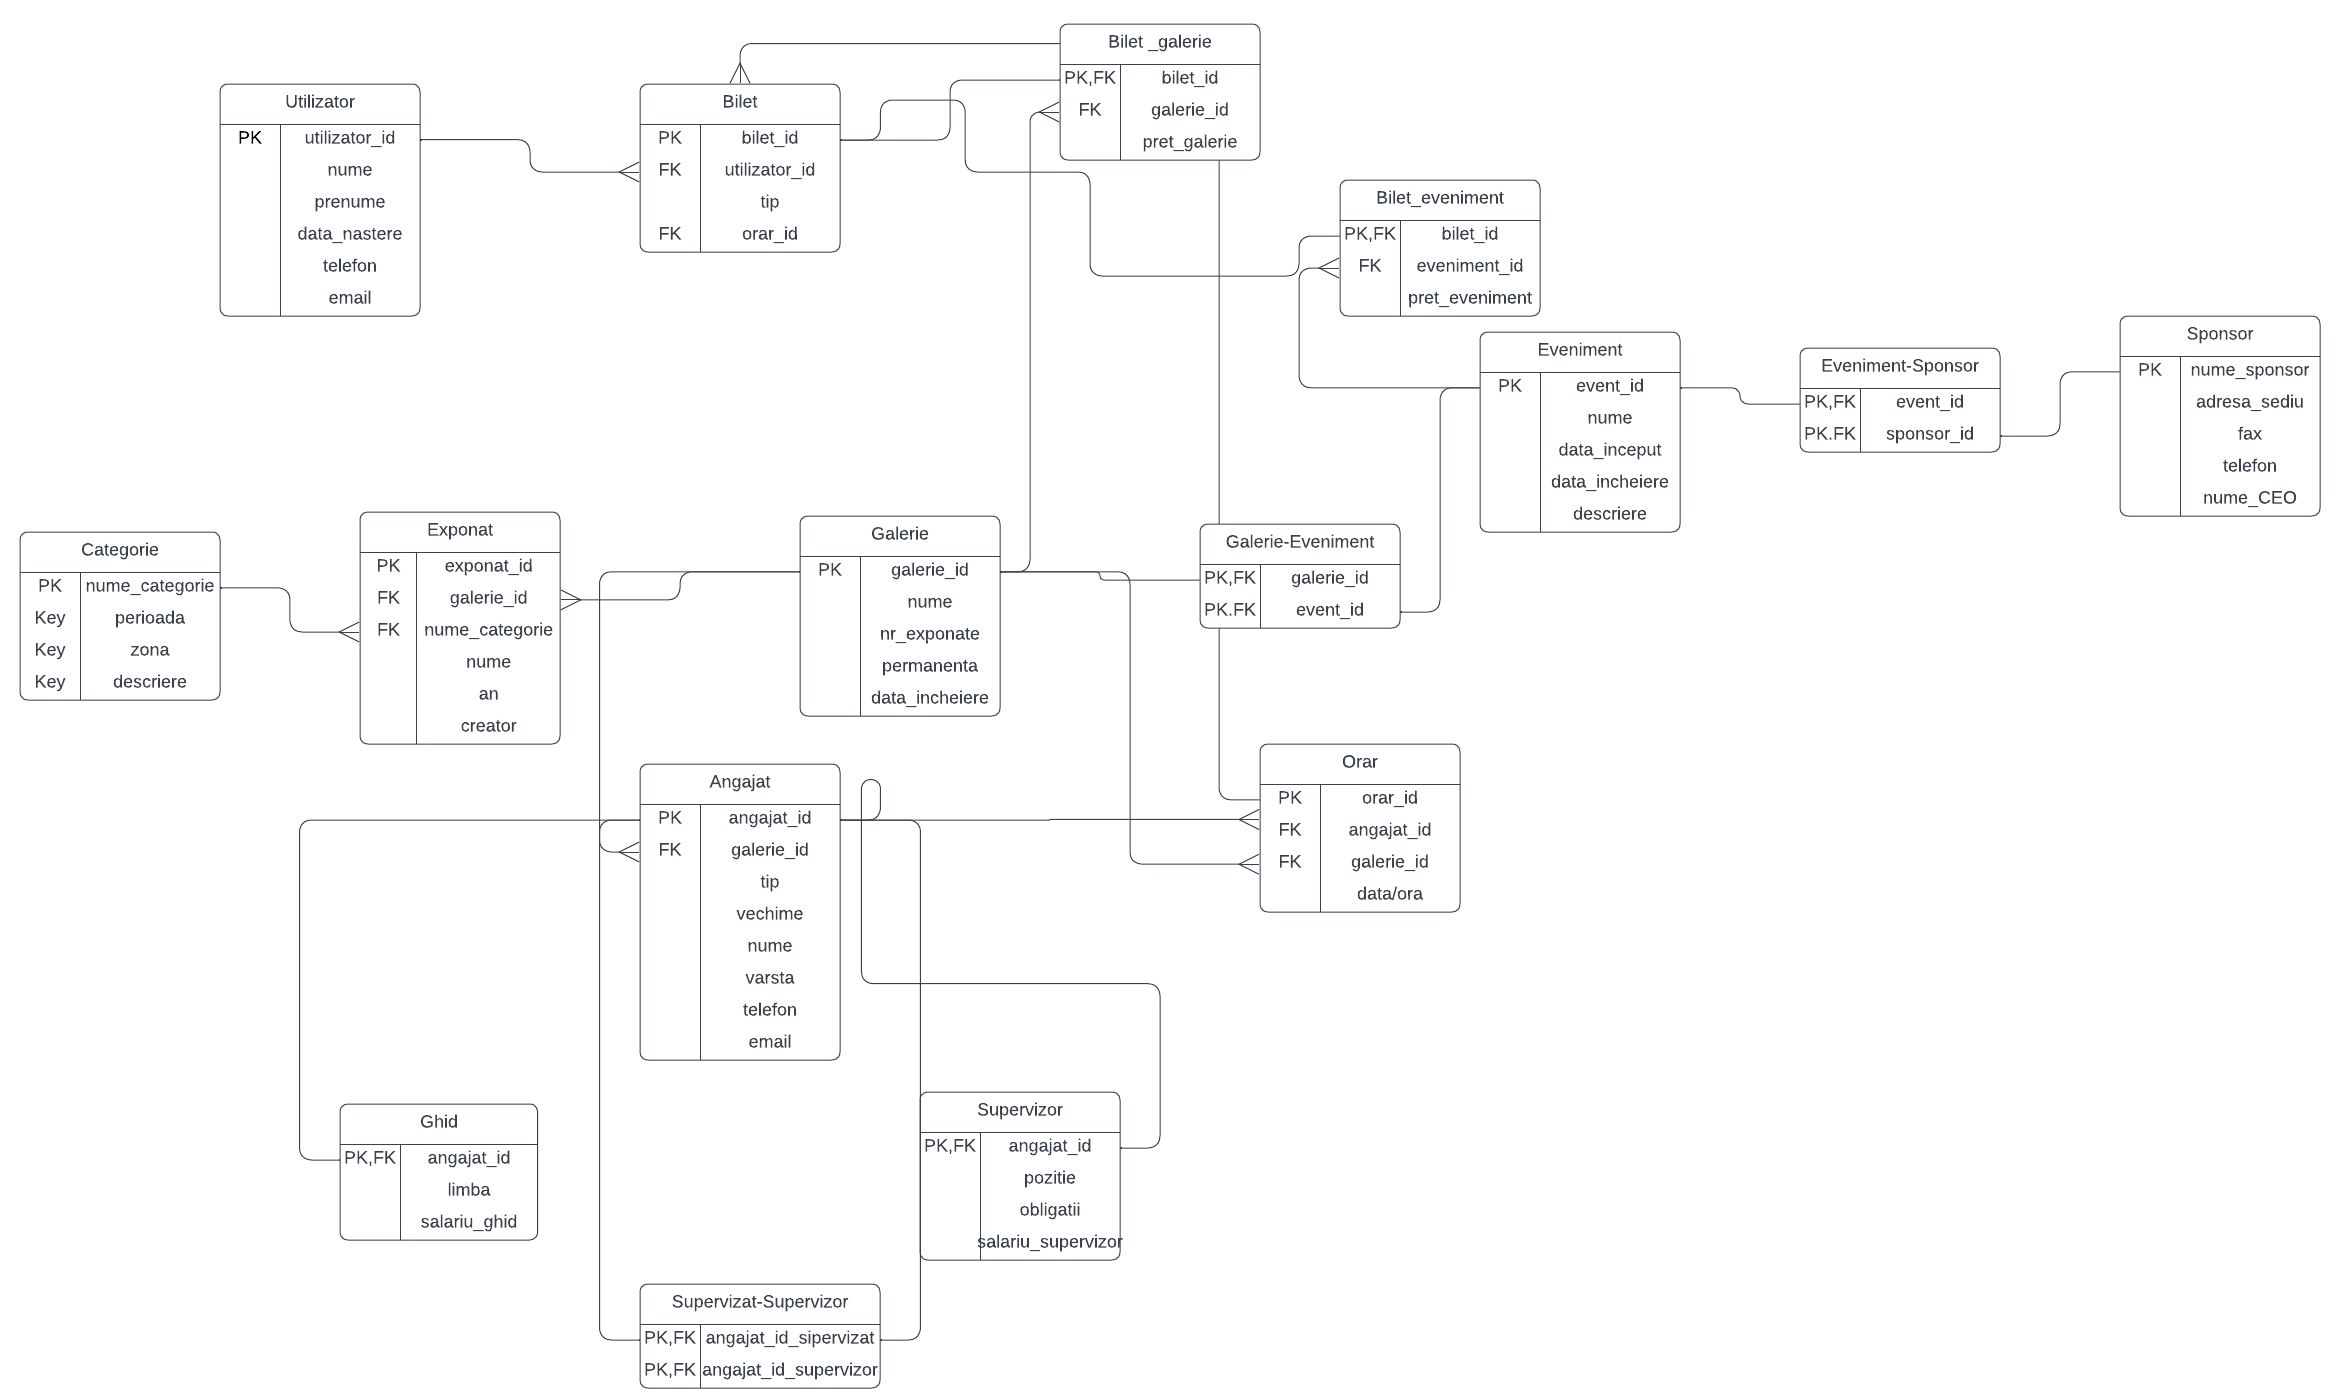 Bilet _galerie
PK,FK bilet_id
FK galerie_id
pret_galerie
Utilizator
PK utilizator_id
nume
prenume
data_nastere
telefon
email
Bilet
PK bilet_id
FK utilizator_id
tip
FK orar_id
Bilet_eveniment
PK,FK bilet_id
FK eveniment_id
pret_eveniment
Eveniment
PK event_id
nume
data_inceput
data_incheiere
descriere
Eveniment-Sponsor
PK,FK event_id
PK.FK sponsor_id
Sponsor
PK nume_sponsor
adresa_sediu
fax
telefon
nume_CEO
Categorie
PK nume_categorie
Key perioada
Key zona
Key descriere
Exponat
PK exponat_id
FK galerie_id
FK nume_categorie
nume
an
creator
Galerie
PK galerie_id
nume
nr_exponate
permanenta
data_incheiere
Galerie-Eveniment
PK,FK galerie_id
PK.FK event_id
Angajat
PK angajat_id
FK galerie_id
tip
vechime
nume
varsta
telefon
email
Orar
PK orar_id
FK angajat_id
FK galerie_id
data/ora
Ghid
PK,FK angajat_id
limba
salariu_ghid
Supervizor
PK,FK angajat_id
pozitie
obligatii
salariu_supervizor
Supervizat-Supervizor
PK,FK angajat_id_sipervizat
PK,FK angajat_id_supervizor